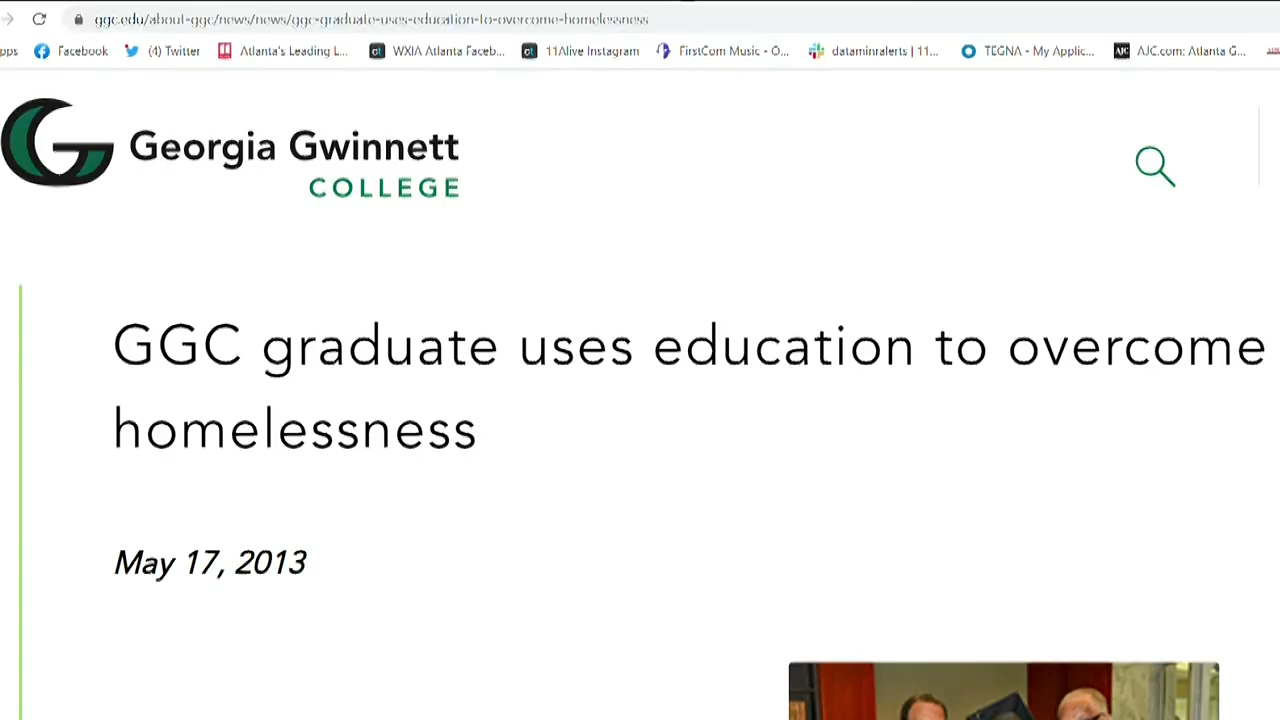 ggc.edu/about-ggc/news/news/ggc-graduate-uses-education-to-overcome-homelessness
pps Facebook (4) Twitter Atlanta's Leading L... WXIA Atlanta Faceb... 11Alive Instagram FirstCom Music - O... dataminralerts | 11... TEGNA - My Applic... AJC AJC.com: Atlanta G...
Georgia Gwinnett
COLLEGE
GGC graduate uses education to overcome
homelessness
May 17, 2013